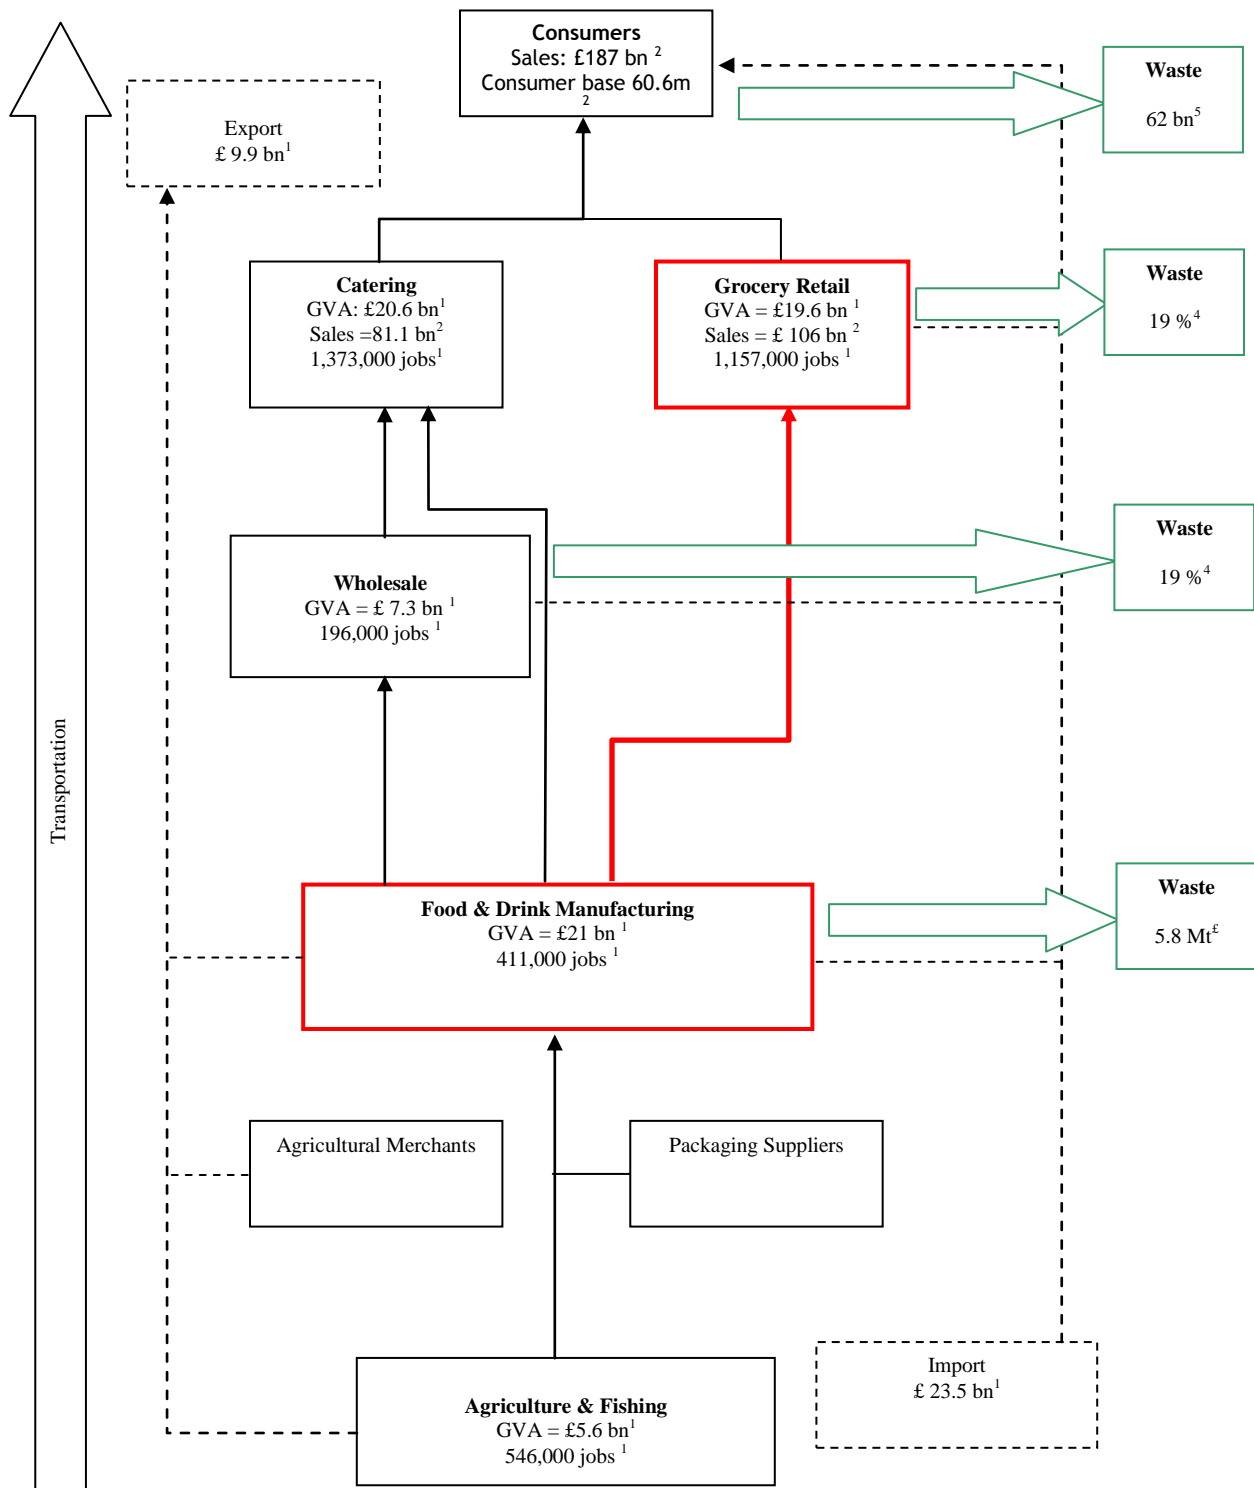 Consumers
Sales: £187 bn 2
Consumer base 60.6m
2
Waste
62 bn5
Export
£ 9.9 bn1
Catering
GVA: £20.6 bn1
Sales =81.1 bn2
1,373,000 jobs1
Grocery Retail
GVA = £19.6 bn 1
Sales = £ 106 bn 2
1,157,000 jobs 1
Waste
19 %4
Wholesale
GVA = £ 7.3 bn 1
196,000 jobs 1
Waste
19 %4
Transportation
Food & Drink Manufacturing
GVA = £21 bn 1
411,000 jobs 1
Waste
5.8 Mt£
Agricultural Merchants
Packaging Suppliers
Agriculture & Fishing
GVA = £5.6 bn1
546,000 jobs 1
Import
£ 23.5 bn1